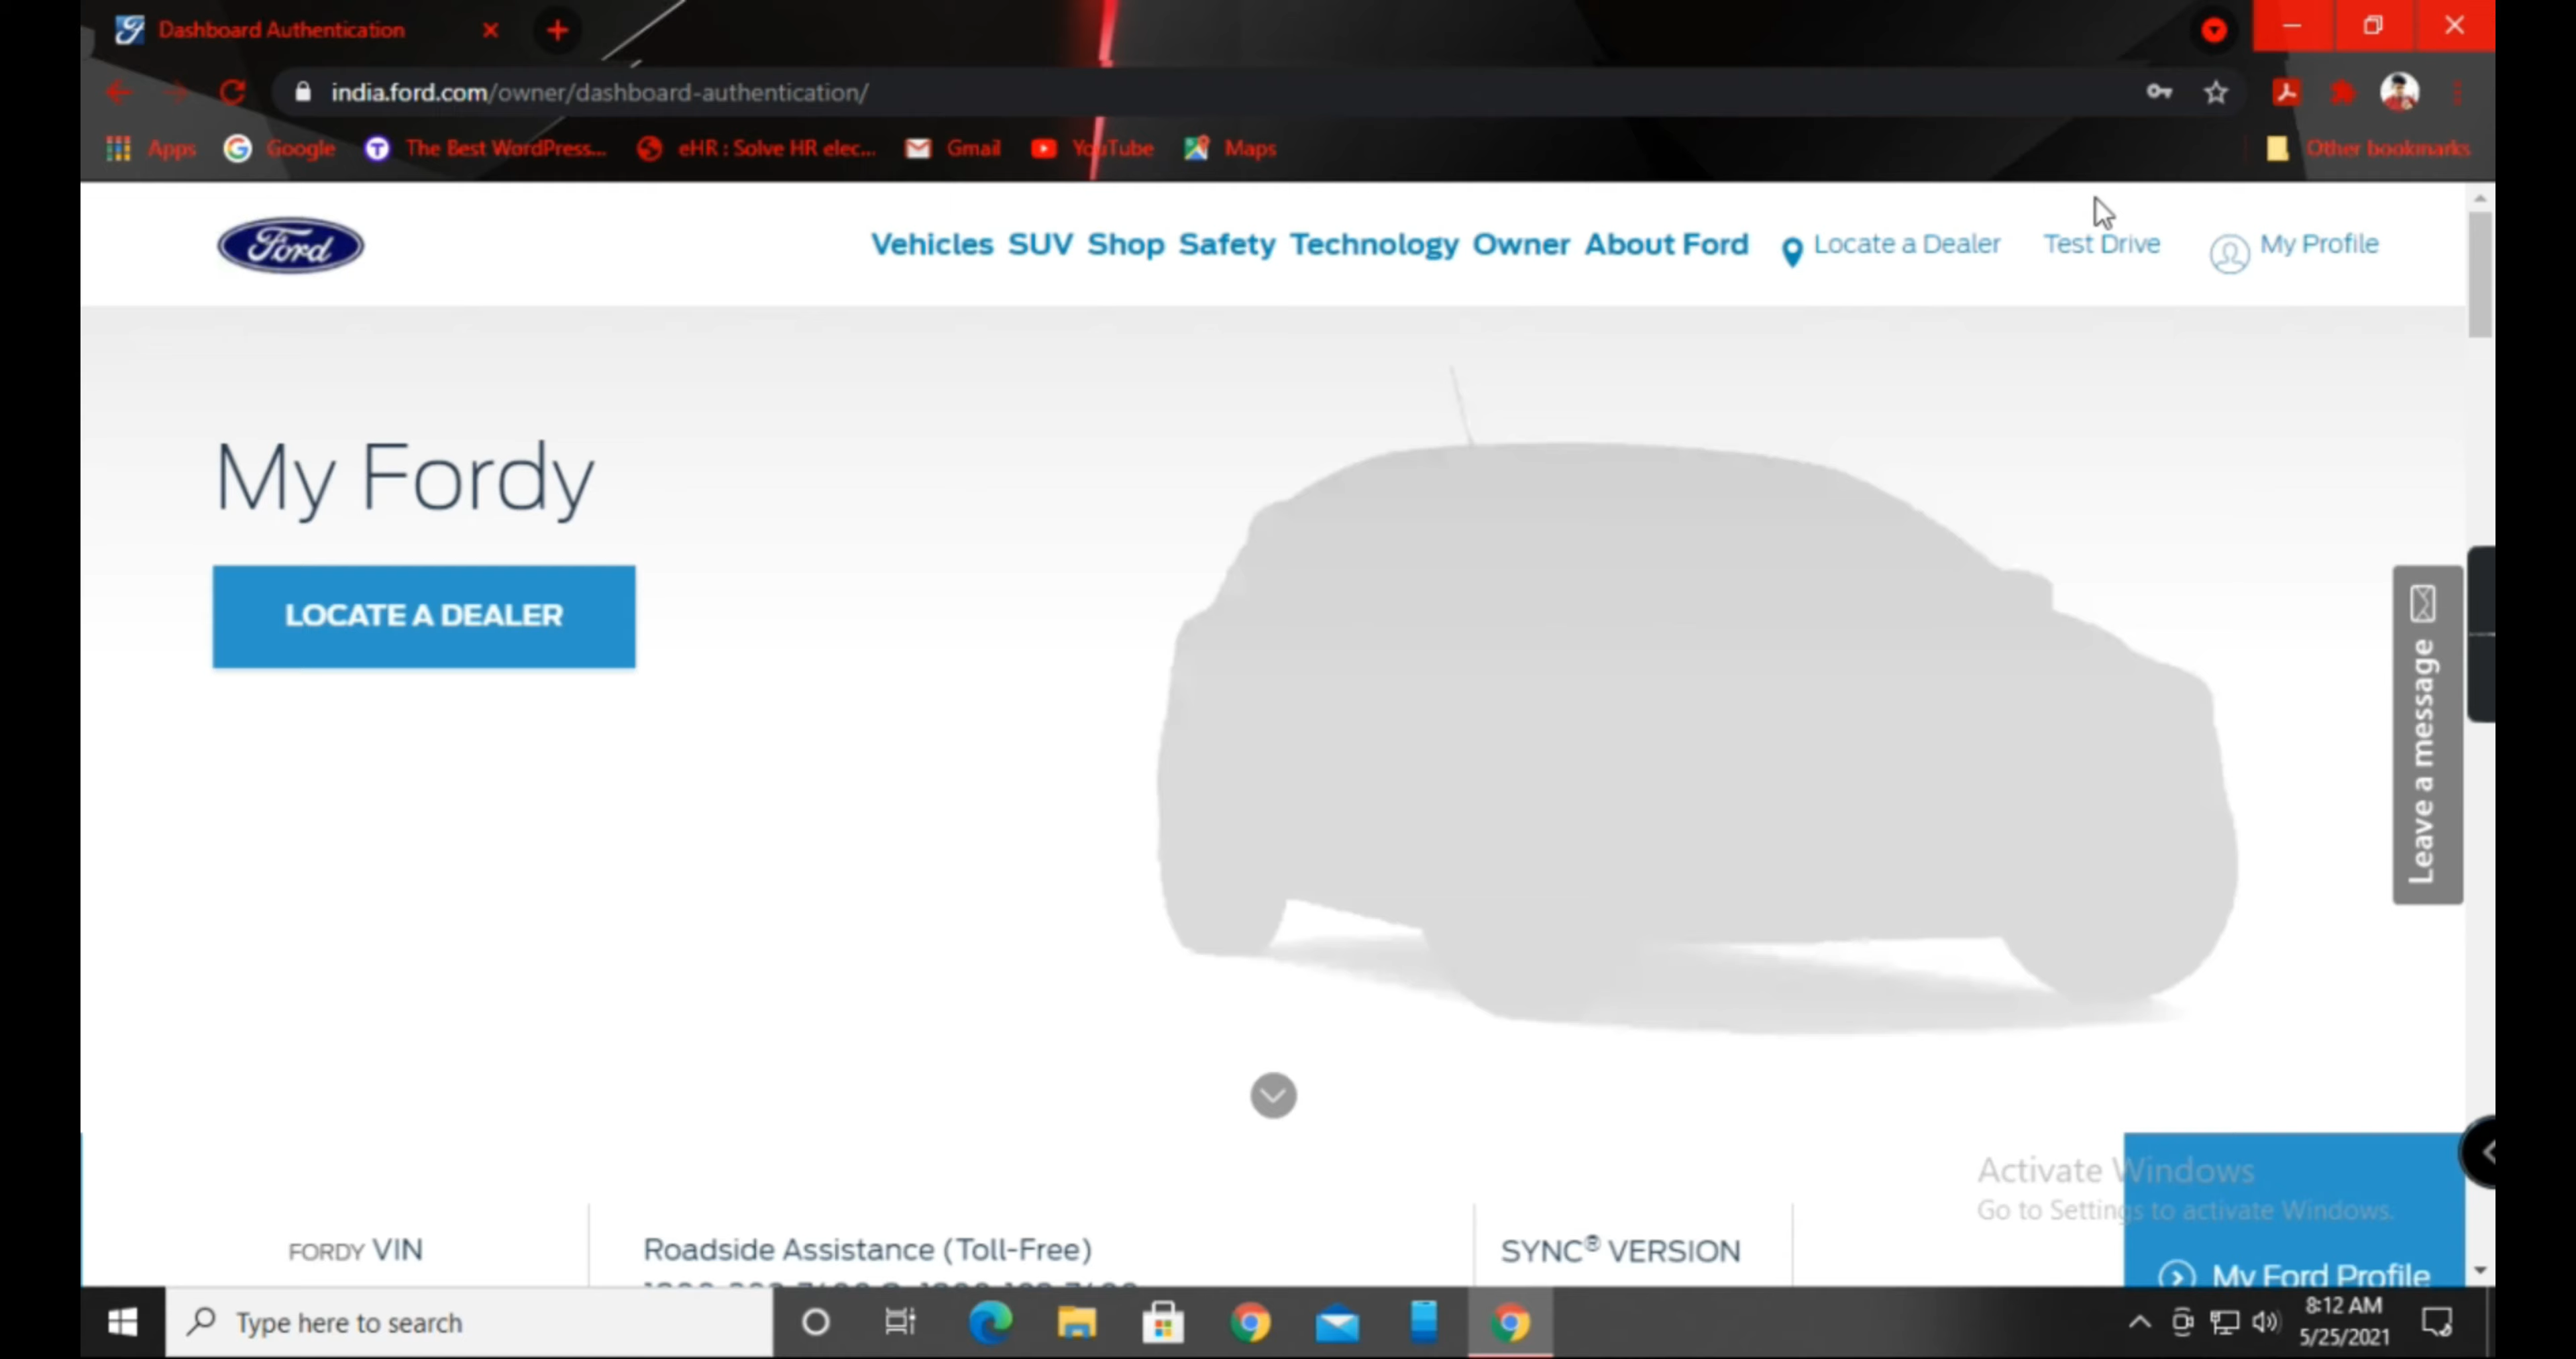 Dashboard Authentication
india.ford.com/owner/dashboard-authentication/
Apps Google The Best WordPress... eHR : Solve HR elec... Gmail YouTube Maps Other bookmarks
Ford Vehicles SUV Shop Safety Technology Owner About Ford Locate a Dealer Test Drive My Profile
My Fordy
LOCATE A DEALER
Leave a message
Activate Windows
Go to Settings to activate Windows.
FORDY VIN
Roadside Assistance (Toll-Free)
SYNC® VERSION
My Ford Profile
Type here to search
8:12 AM
5/25/2021